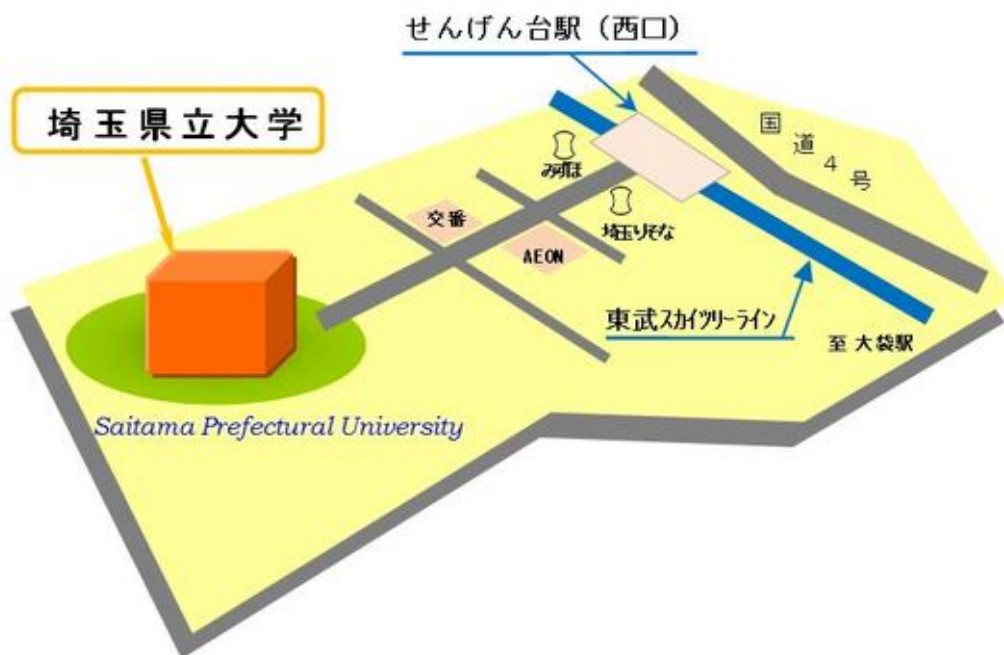 せんげん台駅（西口）
埼玉県立大学
国道4号
みずほ
交番
埼玉りそな
AEON
東武スカイツリーライン
至 大袋駅
Saitama Prefectural University